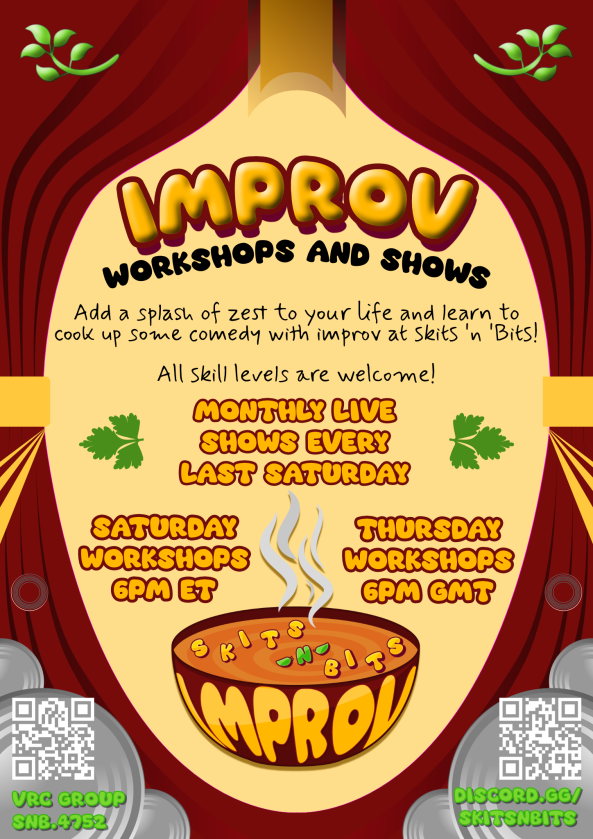 IMPROV
WORKSHOPS AND SHOWS
Add a splash of zest to your life and learn to
cook up some comedy with improv at Skits 'n 'Bits!
All skill levels are welcome!
MONTHLY LIVE
SHOWS EVERY
LAST SATURDAY
SATURDAY
WORKSHOPS
6PM ET
THURSDAY
WORKSHOPS
6PM GMT
SKITS
-N-
BITS
IMPROV
VRC GROUP
SNB.4752
DISCORD.GG/
SKITSNBITS